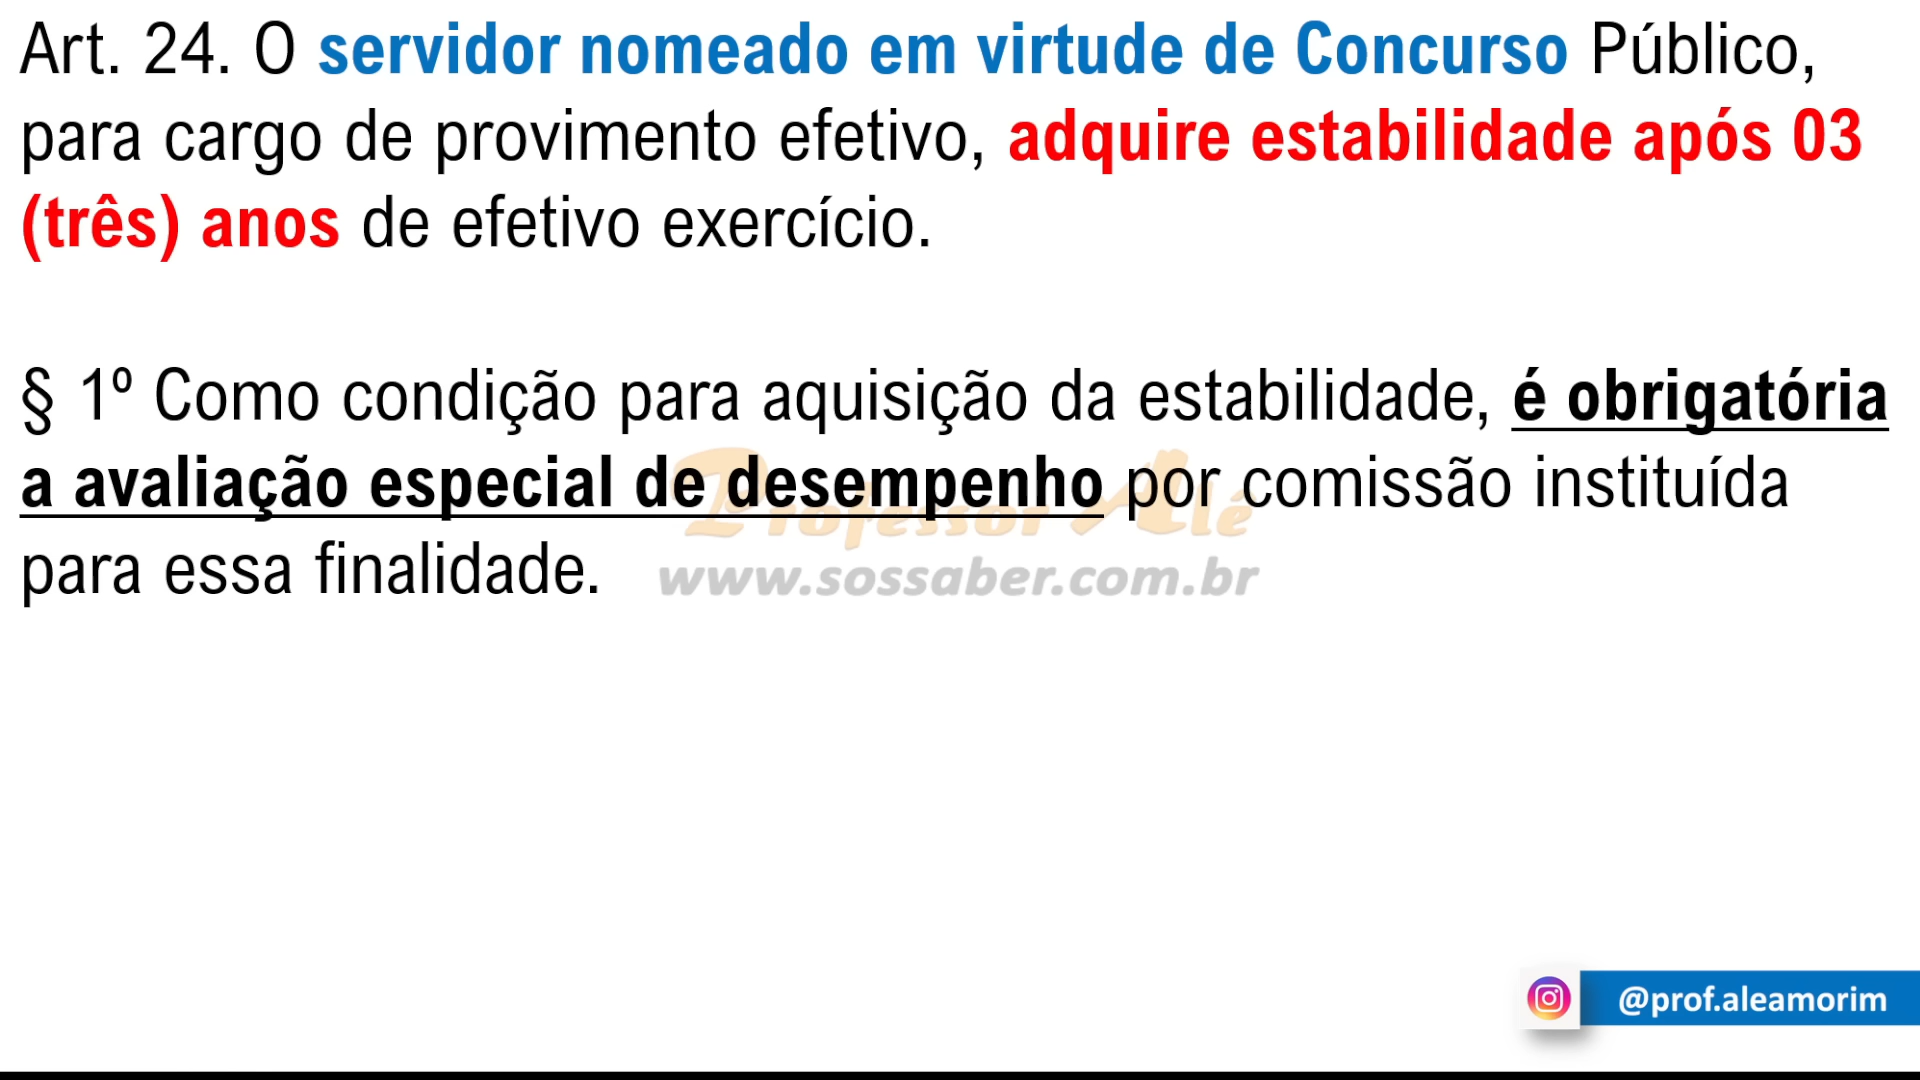 Art. 24. O servidor nomeado em virtude de Concurso Público,
para cargo de provimento efetivo, adquire estabilidade após 03
(três) anos de efetivo exercício.
§ 1º Como condição para aquisição da estabilidade, é obrigatória
a avaliação especial de desempenho por comissão instituída
Professor Alê
para essa finalidade.
www.sossaber.com.br
@prof.aleamorim